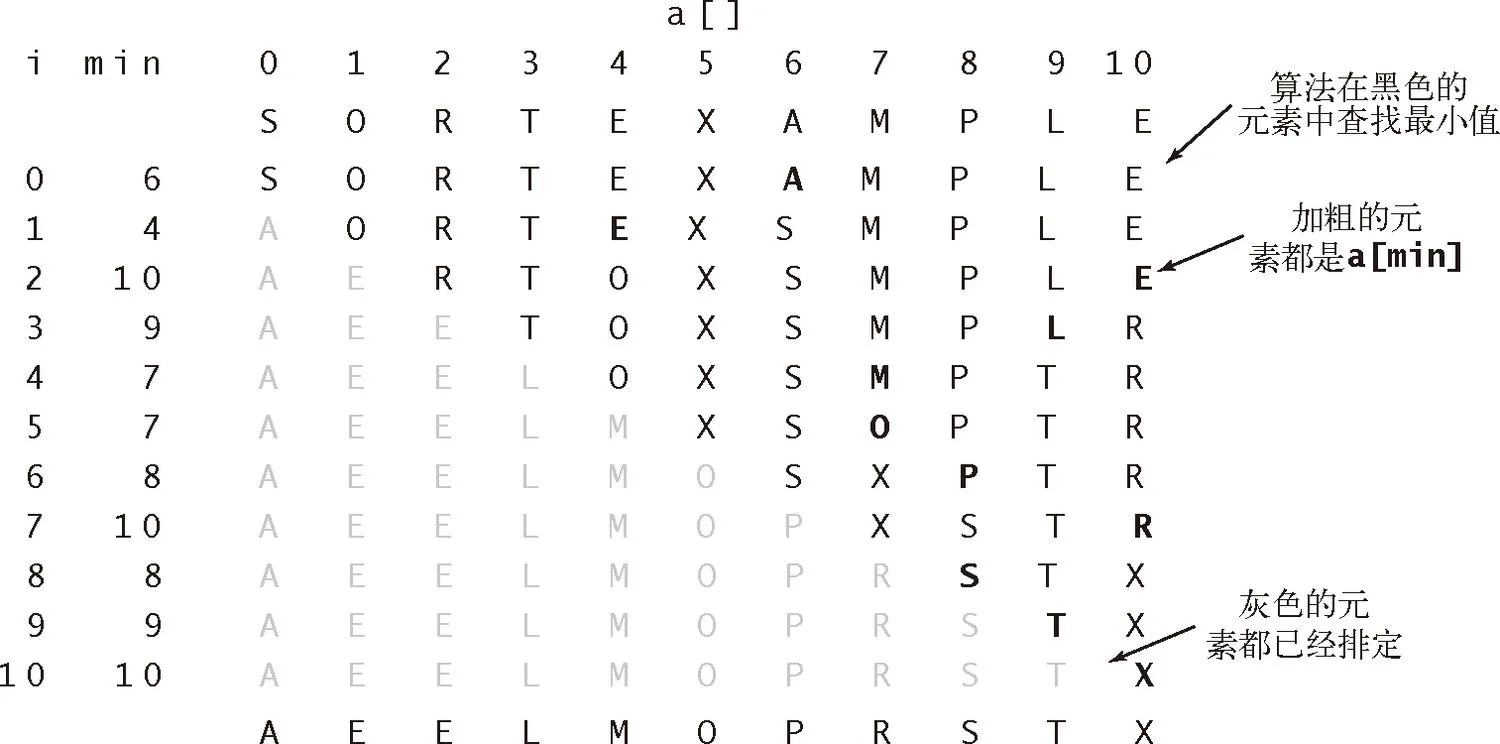 a[]
i min 0 1 2 3 4 5 6 7 8 9 10
S O R T E X A M P L E
0 6 S O R T E X A M P L E
1 4 A O R T E X S M P L E
2 10 A E R T O X S M P L E
3 9 A E E T O X S M P L R
4 7 A E E L O X S M P T R
5 7 A E E L M X S O P T R
6 8 A E E L M O S X P T R
7 10 A E E L M O P X S T R
8 8 A E E L M O P R S T X
9 9 A E E L M O P R S T X
10 10 A E E L M O P R S T X
A E E L M O P R S T X
算法在黑色的
元素中查找最小值
加粗的元
素都是a[min]
灰色的元
素都已经排定